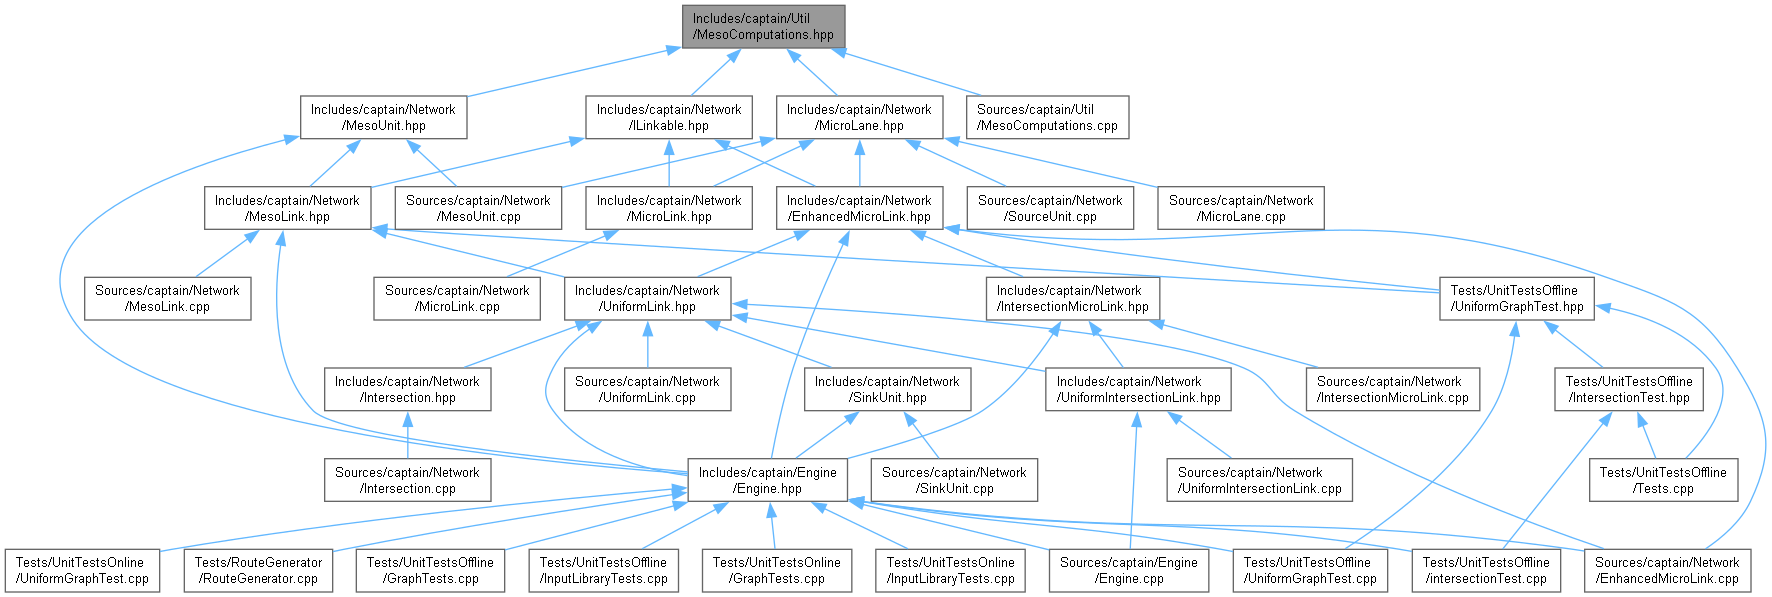 Includes/captain/Util
/MesoComputations.hpp
Includes/captain/Network
/MesoUnit.hpp
Includes/captain/Network
/ILinkable.hpp
Includes/captain/Network
/MicroLane.hpp
Sources/captain/Util
/MesoComputations.cpp
Includes/captain/Network
/MesoLink.hpp
Sources/captain/Network
/MesoUnit.cpp
Includes/captain/Network
/MicroLink.hpp
Includes/captain/Network
/EnhancedMicroLink.hpp
Sources/captain/Network
/SourceUnit.cpp
Sources/captain/Network
/MicroLane.cpp
Sources/captain/Network
/MesoLink.cpp
Sources/captain/Network
/MicroLink.cpp
Includes/captain/Network
/UniformLink.hpp
Includes/captain/Network
/IntersectionMicroLink.hpp
Tests/UnitTestsOffline
/UniformGraphTest.hpp
Includes/captain/Network
/Intersection.hpp
Sources/captain/Network
/UniformLink.cpp
Includes/captain/Network
/SinkUnit.hpp
Includes/captain/Network
/UniformIntersectionLink.hpp
Sources/captain/Network
/IntersectionMicroLink.cpp
Tests/UnitTestsOffline
/IntersectionTest.hpp
Sources/captain/Network
/Intersection.cpp
Includes/captain/Engine
/Engine.hpp
Sources/captain/Network
/SinkUnit.cpp
Sources/captain/Network
/UniformIntersectionLink.cpp
Tests/UnitTestsOffline
/Tests.cpp
Tests/UnitTestsOnline
/UniformGraphTest.cpp
Tests/RouteGenerator
/RouteGenerator.cpp
Tests/UnitTestsOffline
/GraphTests.cpp
Tests/UnitTestsOffline
/InputLibraryTests.cpp
Tests/UnitTestsOnline
/GraphTests.cpp
Tests/UnitTestsOnline
/InputLibraryTests.cpp
Sources/captain/Engine
/Engine.cpp
Tests/UnitTestsOffline
/UniformGraphTest.cpp
Tests/UnitTestsOffline
/intersectionTest.cpp
Sources/captain/Network
/EnhancedMicroLink.cpp